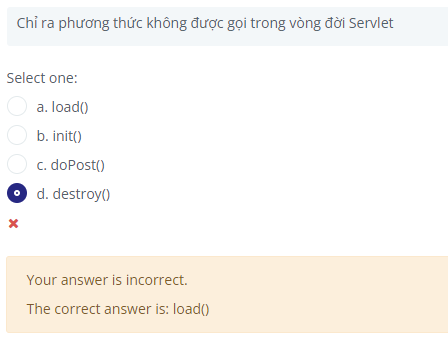 Chỉ ra phương thức không được gọi trong vòng đời Servlet
Select one:
a. load()
b. init()
c. doPost()
d. destroy()
Your answer is incorrect.
The correct answer is: load()